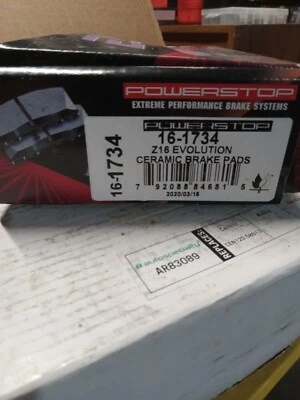 POWERSTOP
EXTREME PERFORMANCE BRAKE SYSTEMS
POWERSTOP
16-1734
16-1734
Z16 EVOLUTION
CERAMIC BRAKE PADS
7 92088 84681 5
2020/03/16
autospecialty
AR83089
REPLACES: